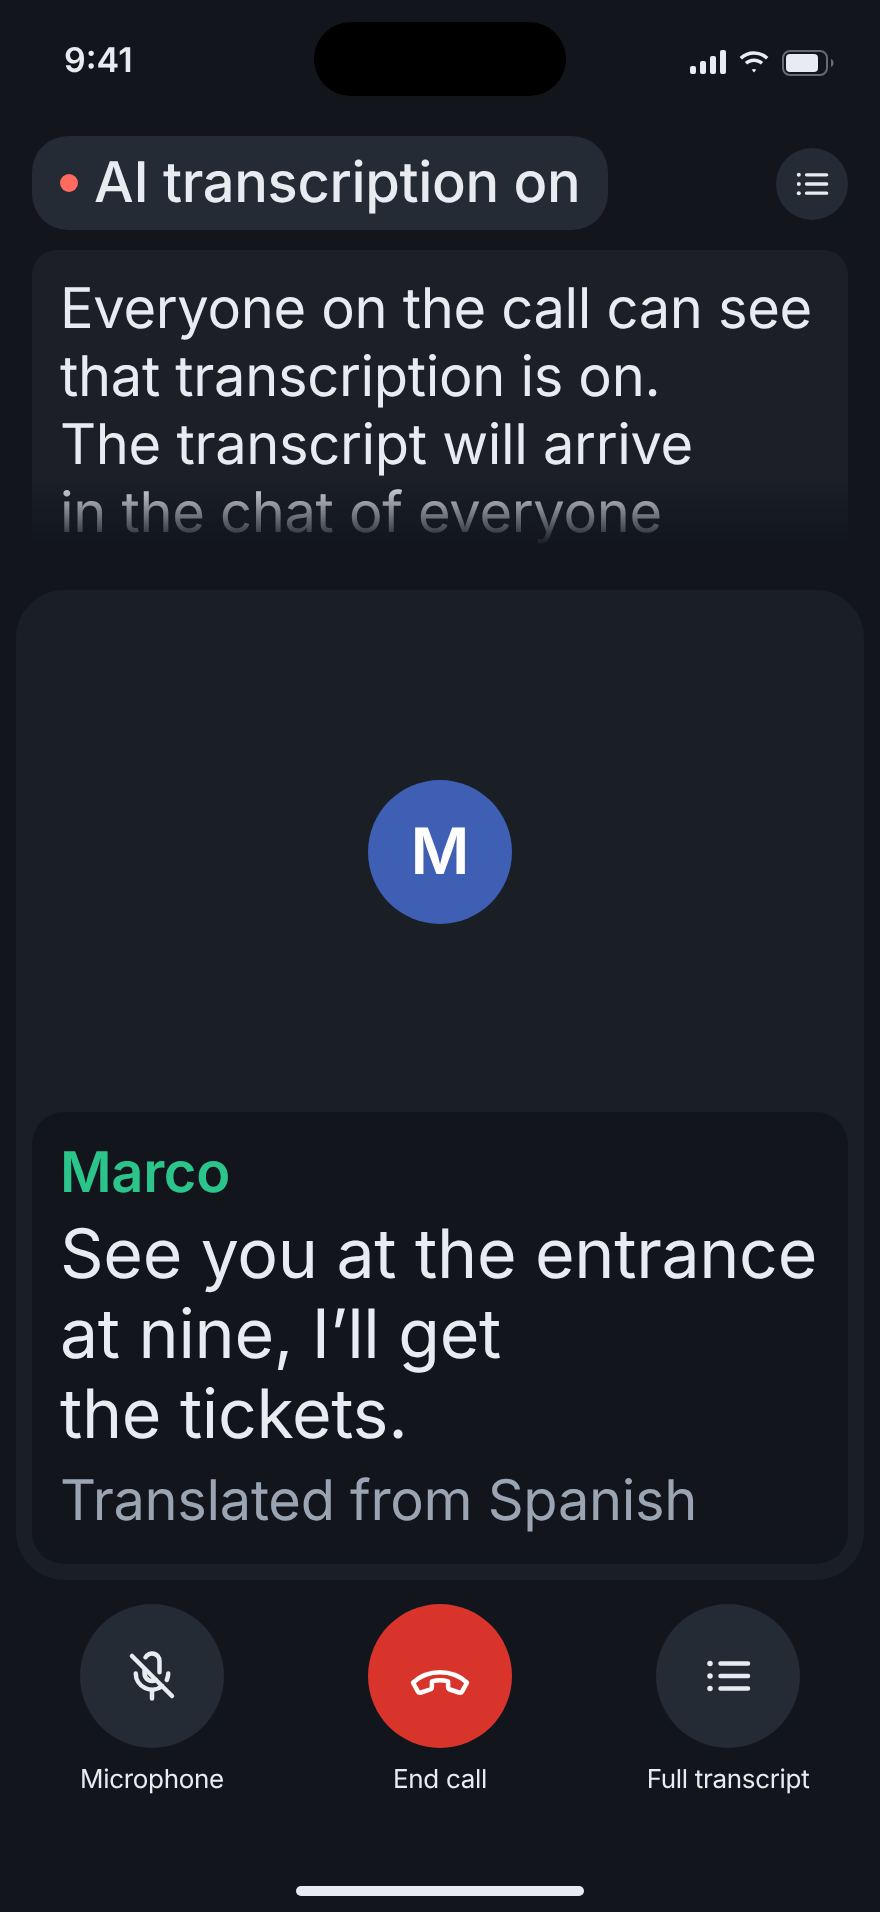 9:41
AI transcription on
Everyone on the call can see
that transcription is on.
The transcript will arrive
in the chat of everyone
M
Marco
See you at the entrance
at nine, I’ll get
the tickets.
Translated from Spanish
Microphone
End call
Full transcript